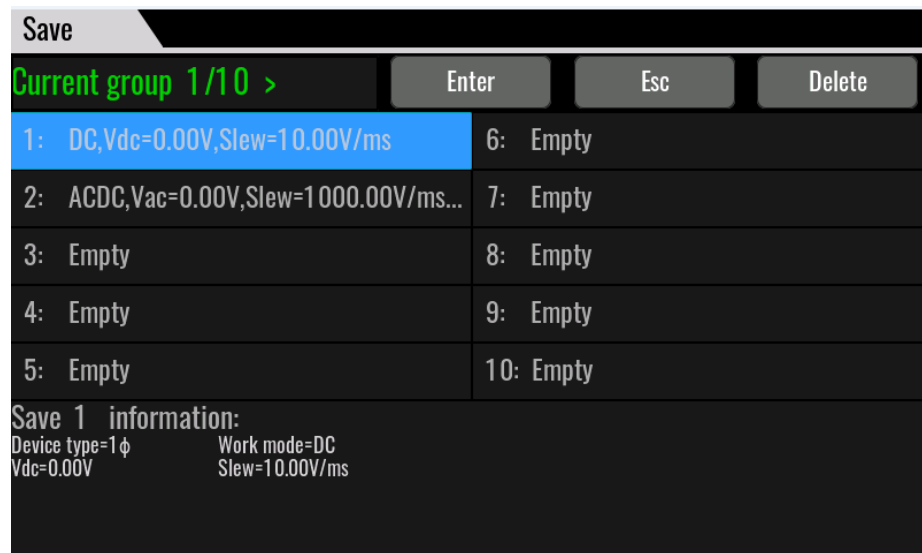 Save
Current group 1/10 > Enter Esc Delete
1: DC,Vdc=0.00V,Slew=10.00V/ms
2: ACDC,Vac=0.00V,Slew=1000.00V/ms...
3: Empty
4: Empty
5: Empty
6: Empty
7: Empty
8: Empty
9: Empty
10: Empty
Save 1 information:
Device type=1ϕ Work mode=DC
Vdc=0.00V Slew=10.00V/ms